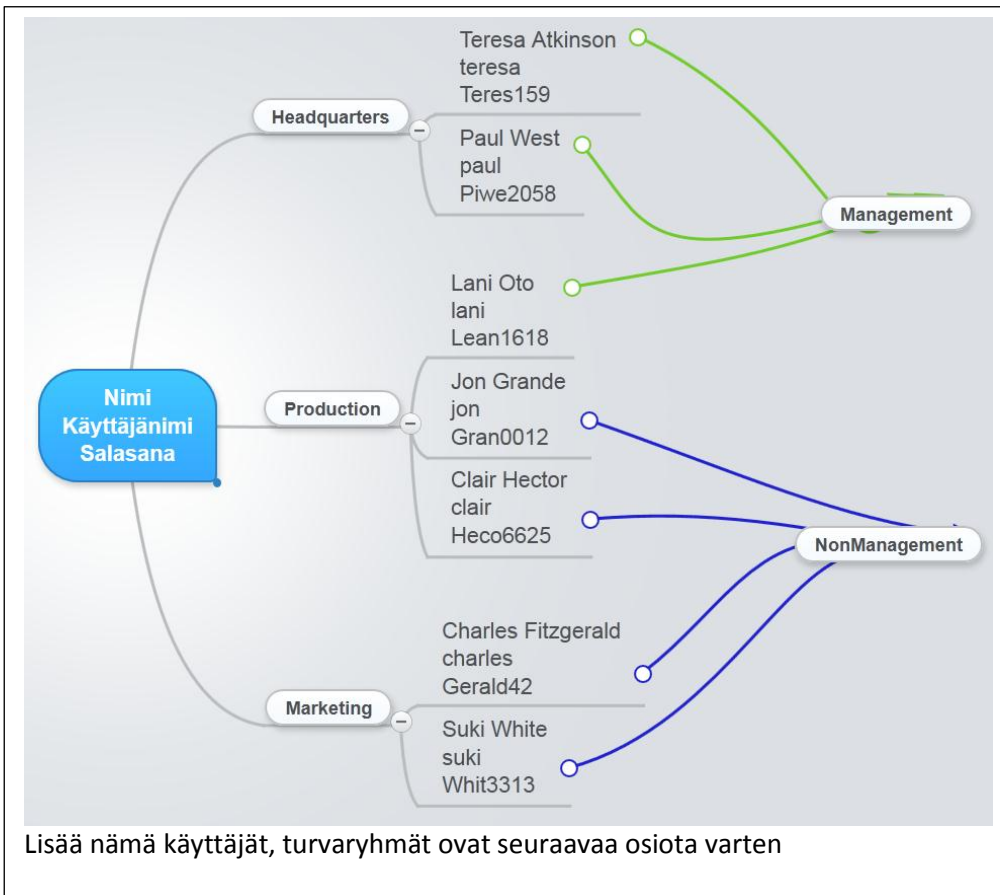 Teresa Atkinson
teresa
Teres159
Headquarters
Paul West
paul
Piwe2058
Management
Lani Oto
lani
Lean1618
Nimi
Käyttäjänimi
Salasana
Production
Jon Grande
jon
Gran0012
Clair Hector
clair
Heco6625
NonManagement
Charles Fitzgerald
charles
Gerald42
Marketing
Suki White
suki
Whit3313
Lisää nämä käyttäjät, turvaryhmät ovat seuraavaa osiota varten